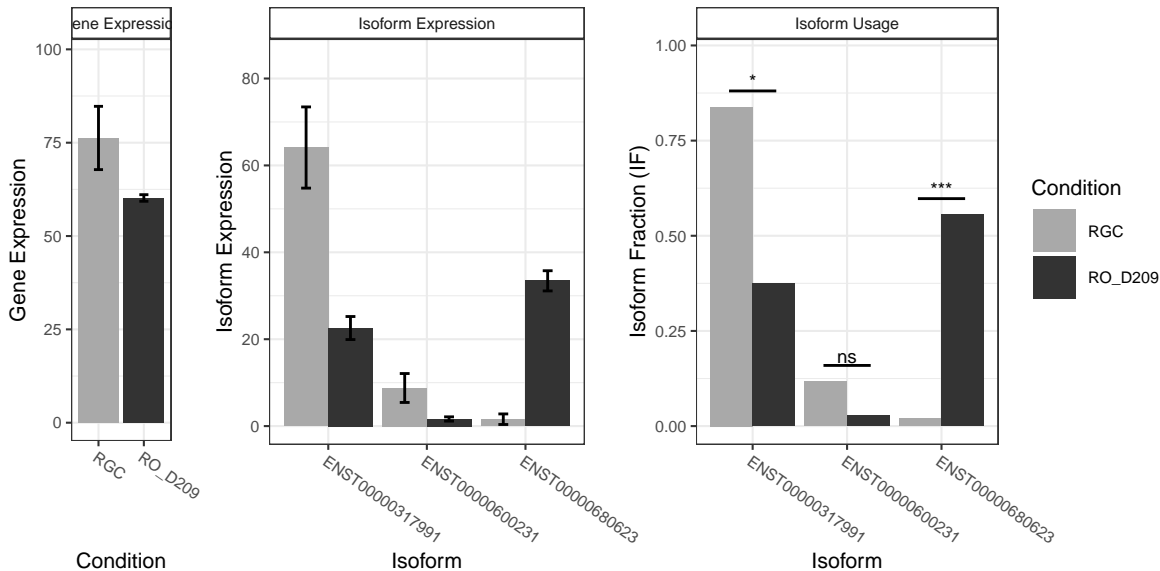 ene Expressio
Gene Expression
100
75
50
25
0
RGC
RO_D209
Condition
Isoform Expression
Isoform Expression
80
60
40
20
0
ENST00000317991
ENST00000600231
ENST00000680623
Isoform
Isoform Usage
Isoform Fraction (IF)
1.00
0.75
0.50
0.25
0.00
*
ns
***
ENST00000317991
ENST00000600231
ENST00000680623
Isoform
Condition
RGC
RO_D209